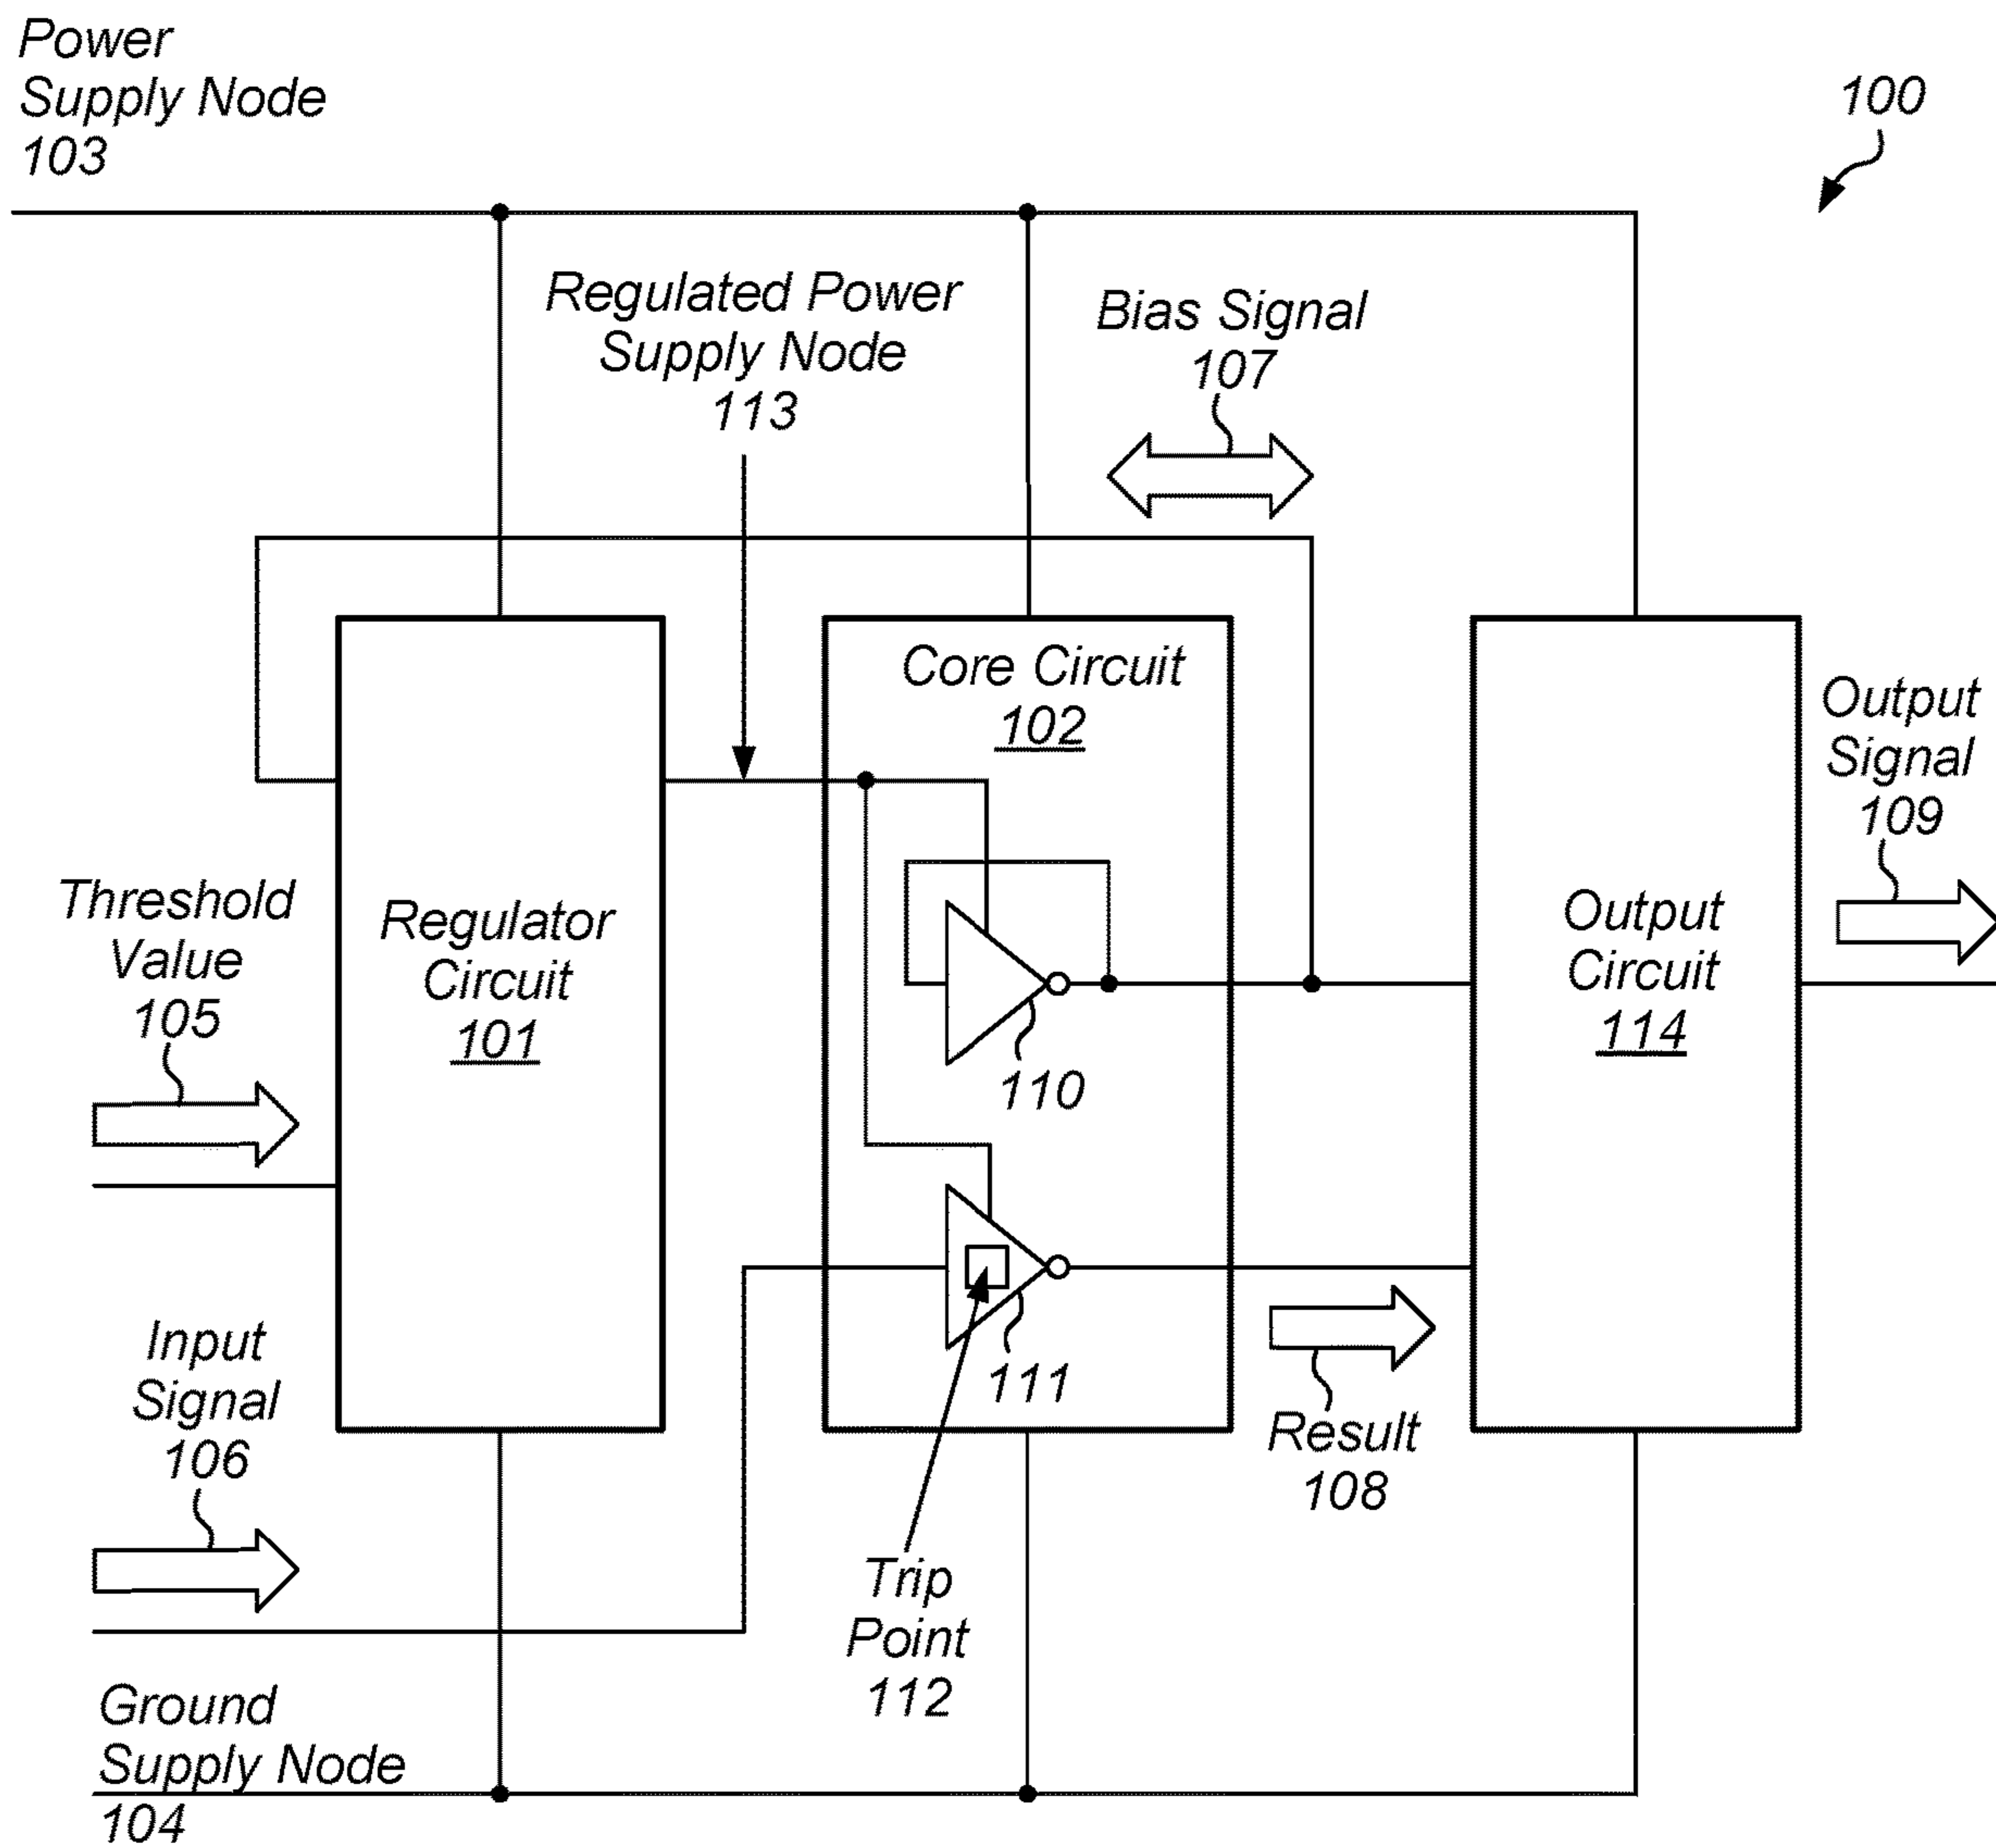 Power
Supply Node
103
100
Regulated Power
Supply Node
113
Bias Signal
107
Core Circuit
102
Output
Signal
109
Threshold
Value
105
Regulator
Circuit
101
Output
Circuit
114
110
Input
Signal
106
111
Result
108
Trip
Point
112
Ground
Supply Node
104